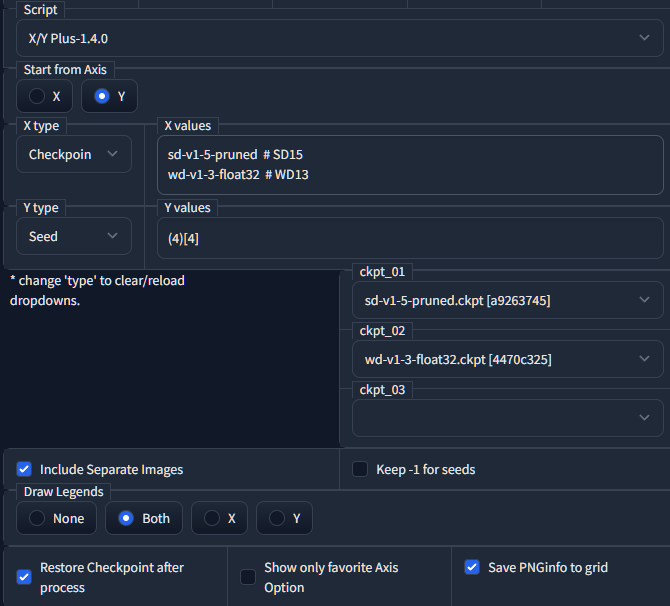 Script
X/Y Plus-1.4.0
Start from Axis
X
Y
X type
X values
Checkpoin
sd-v1-5-pruned # SD15
wd-v1-3-float32 # WD13
Y type
Y values
Seed
(4)[4]
* change 'type' to clear/reload
dropdowns.
ckpt_01
sd-v1-5-pruned.ckpt [a9263745]
ckpt_02
wd-v1-3-float32.ckpt [4470c325]
ckpt_03
Include Separate Images
Keep -1 for seeds
Draw Legends
None
Both
X
Y
Restore Checkpoint after
process
Show only favorite Axis
Option
Save PNGinfo to grid